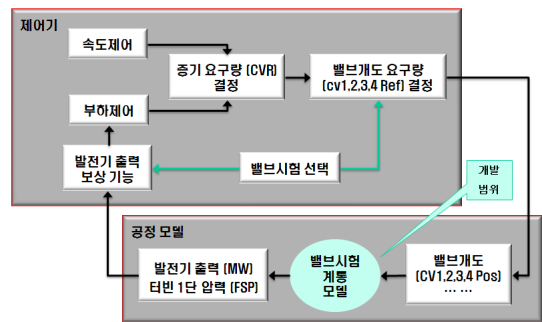 제어기
속도제어
증기 요구량 (CVR)
결정
밸브개도 요구량
(cv1,2,3,4 Ref) 결정
부하제어
발전기 출력
보상 기능
밸브시험 선택
개발
범위
공정 모델
발전기 출력 (MW)
터빈 1단 압력 (FSP)
밸브시험
계통
모델
밸브개도
(CV1,2,3,4 Pos)
... ...